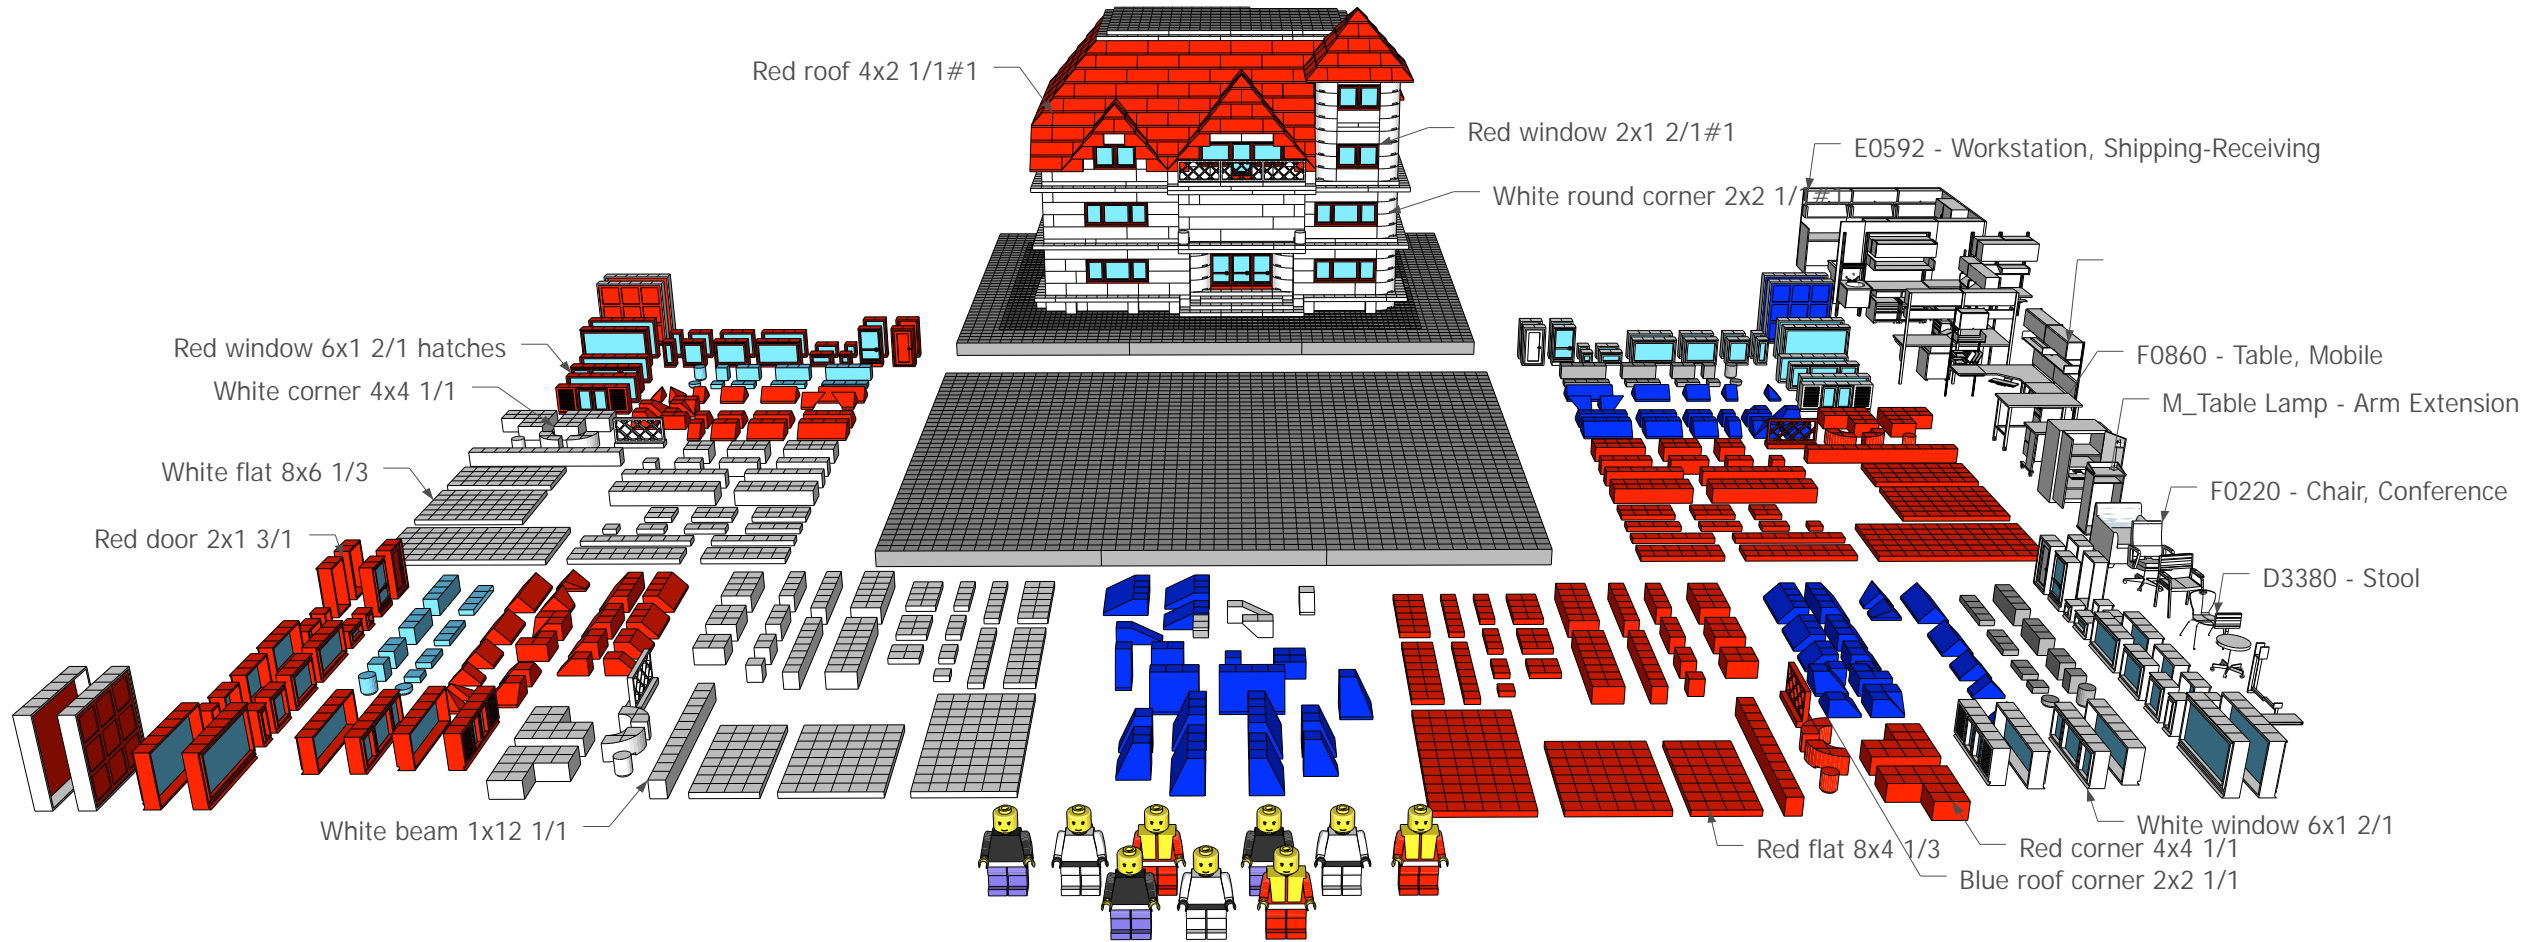 Red roof 4x2 1/1#1
Red window 2x1 2/1#1
E0592 - Workstation, Shipping-Receiving
White round corner 2x2 1/1#1
Red window 6x1 2/1 hatches
F0860 - Table, Mobile
White corner 4x4 1/1
M_Table Lamp - Arm Extension
White flat 8x6 1/3
F0220 - Chair, Conference
Red door 2x1 3/1
D3380 - Stool
White beam 1x12 1/1
White window 6x1 2/1
Red flat 8x4 1/3
Red corner 4x4 1/1
Blue roof corner 2x2 1/1